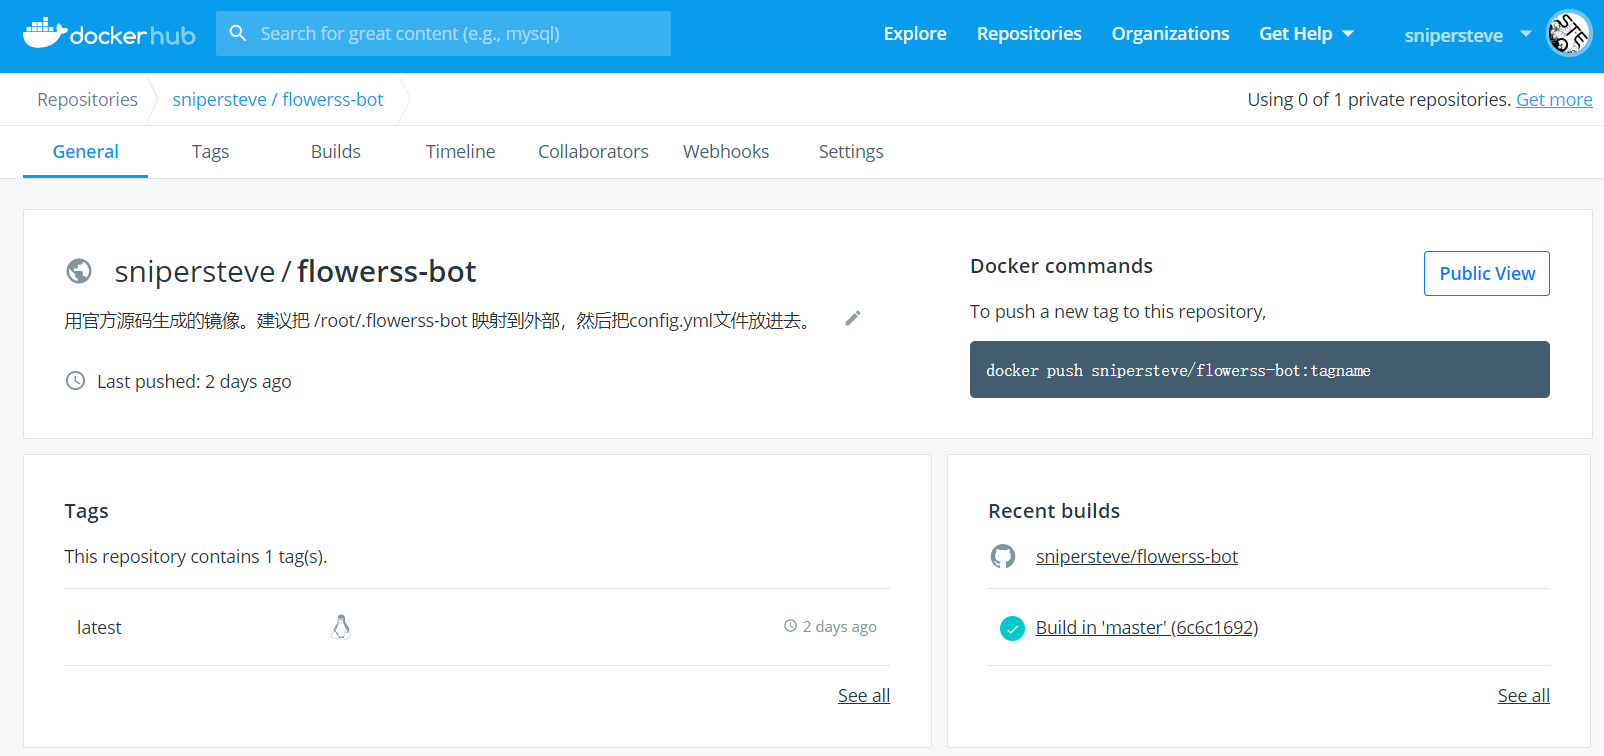 dockerhub
Search for great content (e.g., mysql)
Explore
Repositories
Organizations
Get Help
snipersteve
Repositories
snipersteve / flowerss-bot
Using 0 of 1 private repositories. Get more
General
Tags
Builds
Timeline
Collaborators
Webhooks
Settings
snipersteve / flowerss-bot
用官方源码生成的镜像。建议把 /root/.flowerss-bot 映射到外部，然后把config.yml文件放进去。
Last pushed: 2 days ago
Docker commands
Public View
To push a new tag to this repository,
docker push snipersteve/flowerss-bot:tagname
Tags
This repository contains 1 tag(s).
latest
2 days ago
See all
Recent builds
snipersteve/flowerss-bot
Build in 'master' (6c6c1692)
See all